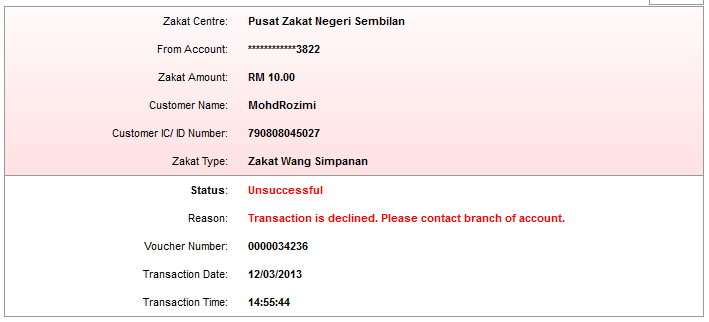 Zakat Centre: Pusat Zakat Negeri Sembilan
From Account: ************3822
Zakat Amount: RM 10.00
Customer Name: MohdRozimi
Customer IC/ ID Number: 790808045027
Zakat Type: Zakat Wang Simpanan
Status: Unsuccessful
Reason: Transaction is declined. Please contact branch of account.
Voucher Number: 0000034236
Transaction Date: 12/03/2013
Transaction Time: 14:55:44